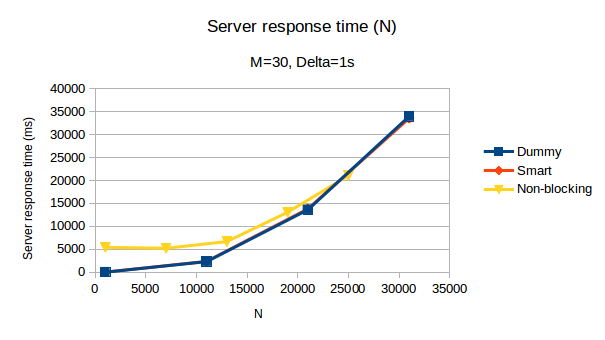 Server response time (N)
M=30, Delta=1s
Server response time (ms)
40000
35000
30000
25000
20000
15000
10000
5000
0
0 5000 10000 15000 20000 25000 30000 35000
N
Dummy
Smart
Non-blocking